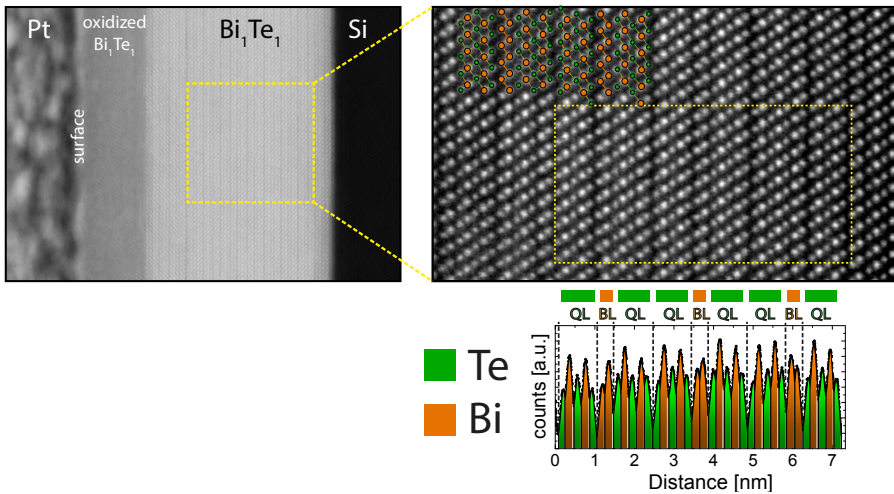 Pt
oxidized
Bi₁Te₁
Bi₁Te₁
Si
surface
QL BL QL QL BL QL QL BL QL
Te
Bi
counts [a.u.]
0 1 2 3 4 5 6 7
Distance [nm]